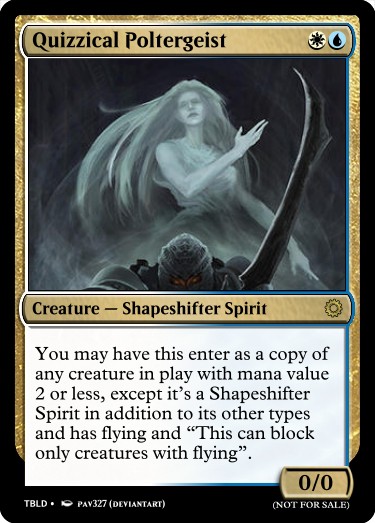 Quizzical Poltergeist
Creature — Shapeshifter Spirit
You may have this enter as a copy of
any creature in play with mana value
2 or less, except it’s a Shapeshifter
Spirit in addition to its other types
and has flying and “This can block
only creatures with flying”.
0/0
TBLD • PAV327 (DEVIANTART)
(NOT FOR SALE)